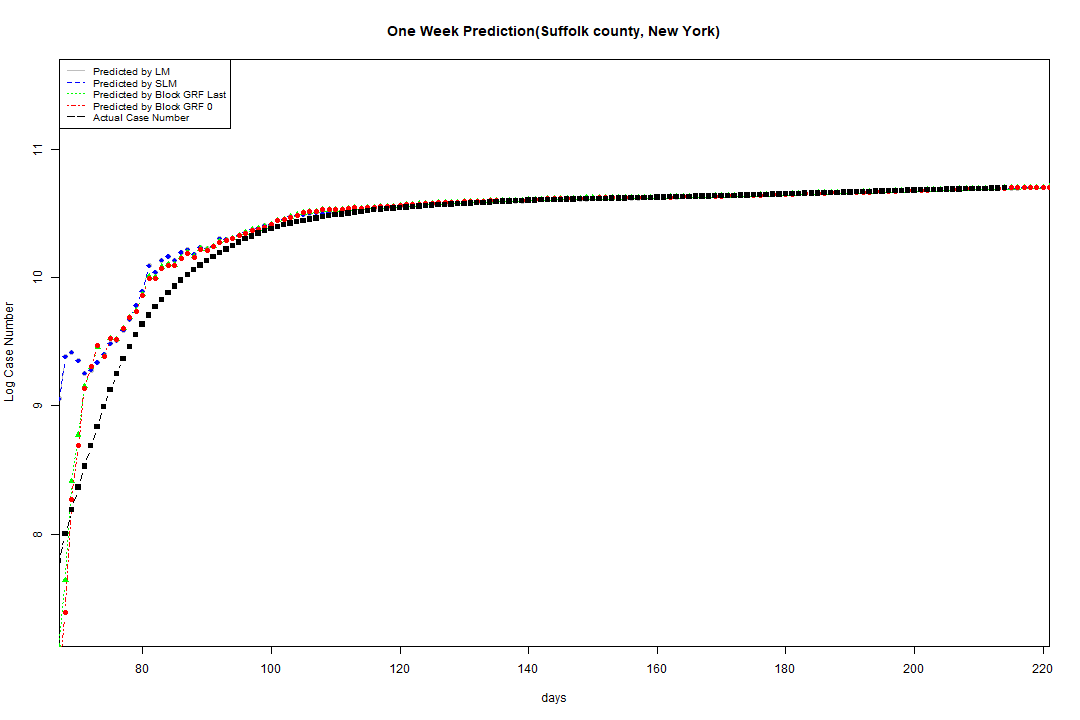 One Week Prediction(Suffolk county, New York)
Predicted by LM
Predicted by SLM
Predicted by Block GRF Last
Predicted by Block GRF 0
Actual Case Number
11
10
9
8
Log Case Number
80 100 120 140 160 180 200 220
days